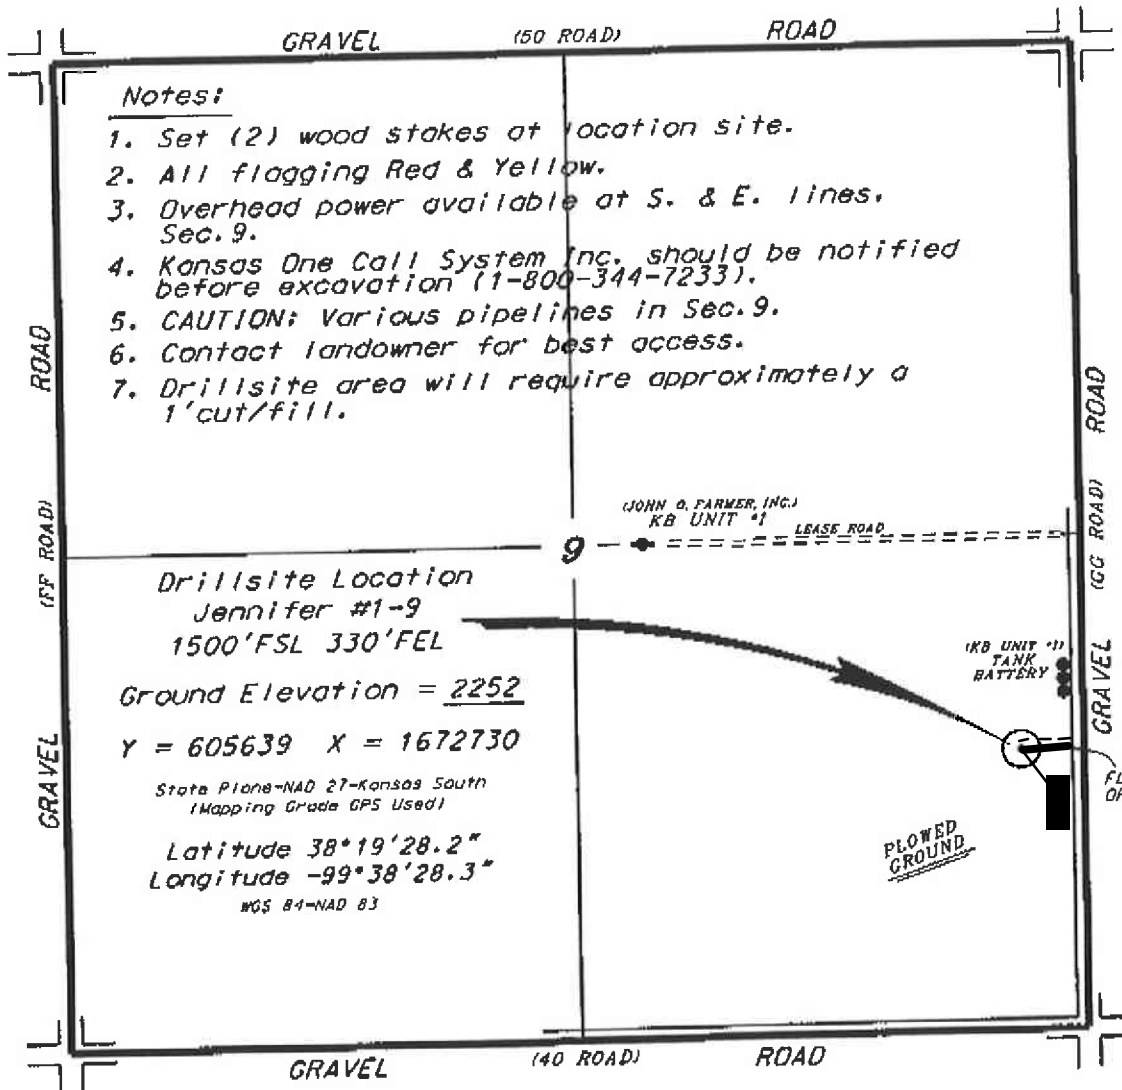 GRAVEL (50 ROAD) ROAD
Notes:
1. Set (2) wood stakes at location site.
2. All flagging Red & Yellow.
3. Overhead power available at S. & E. lines,
Sec.9.
4. Kansas One Call System Inc. should be notified
before excavation (1-800-344-7233).
5. CAUTION: Various pipelines in Sec.9.
6. Contact landowner for best access.
7. Drillsite area will require approximately a
1'cut/fill.
ROAD
(FF ROAD)
GRAVEL
ROAD
(GG ROAD)
GRAVEL
(JOHN O. FARMER, INC.)
KB UNIT #1
LEASE ROAD
9
Drillsite Location
Jennifer #1-9
1500'FSL 330'FEL
Ground Elevation = 2252
Y = 605639 X = 1672730
State Plane-NAD 27-Kansas South
(Mapping Grade GPS Used)
Latitude 38°19'28.2"
Longitude -99°38'28.3"
WGS 84-NAD 83
(KB UNIT #1)
TANK
BATTERY
PLOWED
GROUND
GRAVEL (40 ROAD) ROAD